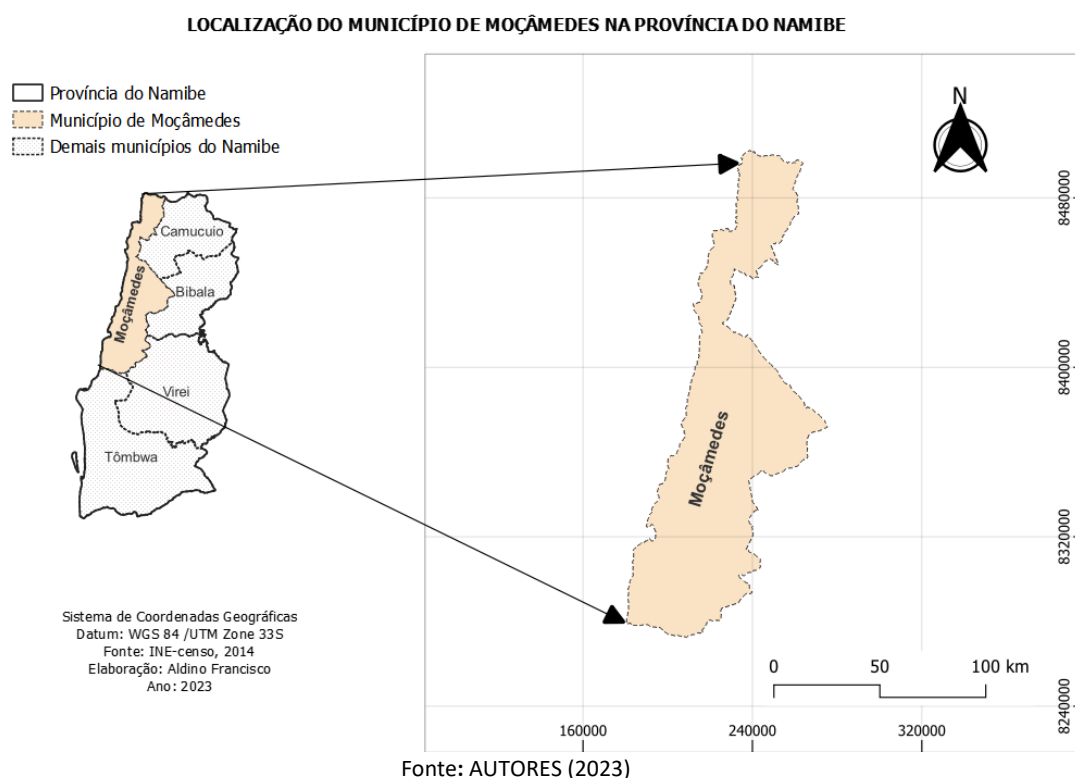 LOCALIZAÇÃO DO MUNICÍPIO DE MOÇÂMEDES NA PROVÍNCIA DO NAMIBE
Província do Namibe
Município de Moçâmedes
Demais municípios do Namibe
Camucuio
Bibala
Moçâmedes
Virei
Tômbwa
Sistema de Coordenadas Geográficas
Datum: WGS 84 /UTM Zone 33S
Fonte: INE-censo, 2014
Elaboração: Aldino Francisco
Ano: 2023
N
Moçâmedes
8480000
8400000
8320000
8240000
0 50 100 km
160000 240000 320000
Fonte: AUTORES (2023)